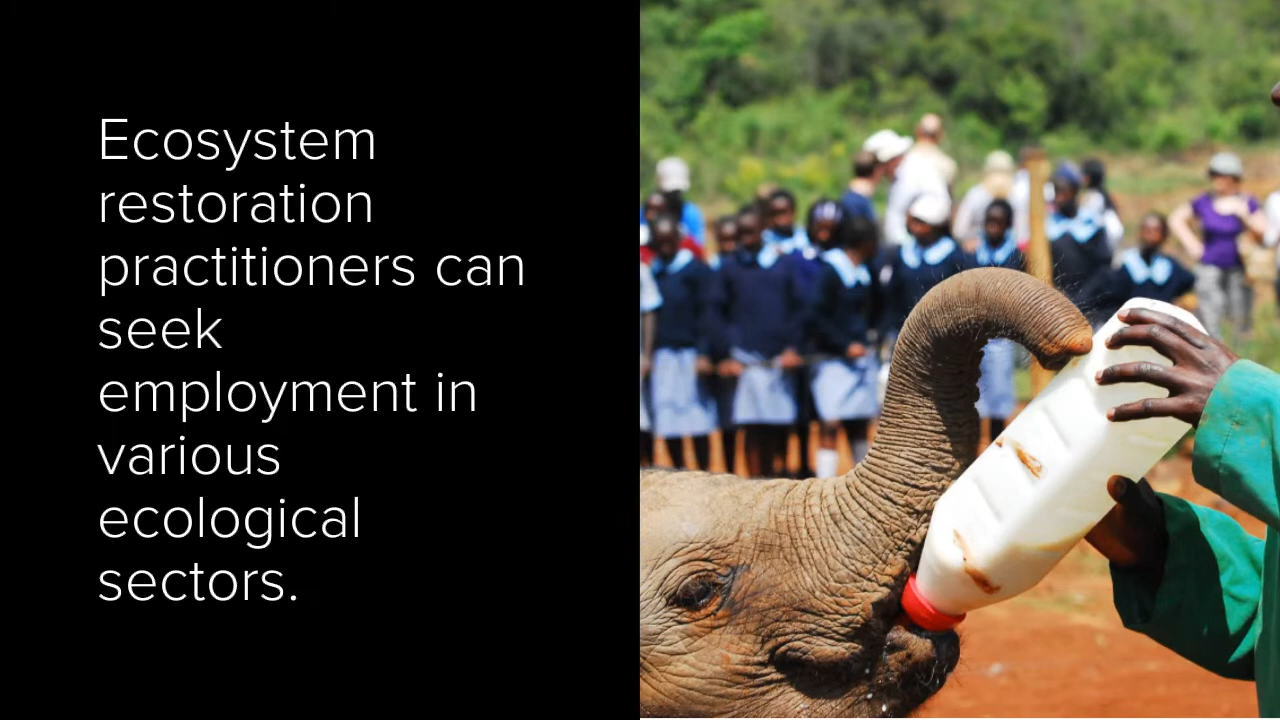 Ecosystem
restoration
practitioners can
seek
employment in
various
ecological
sectors.